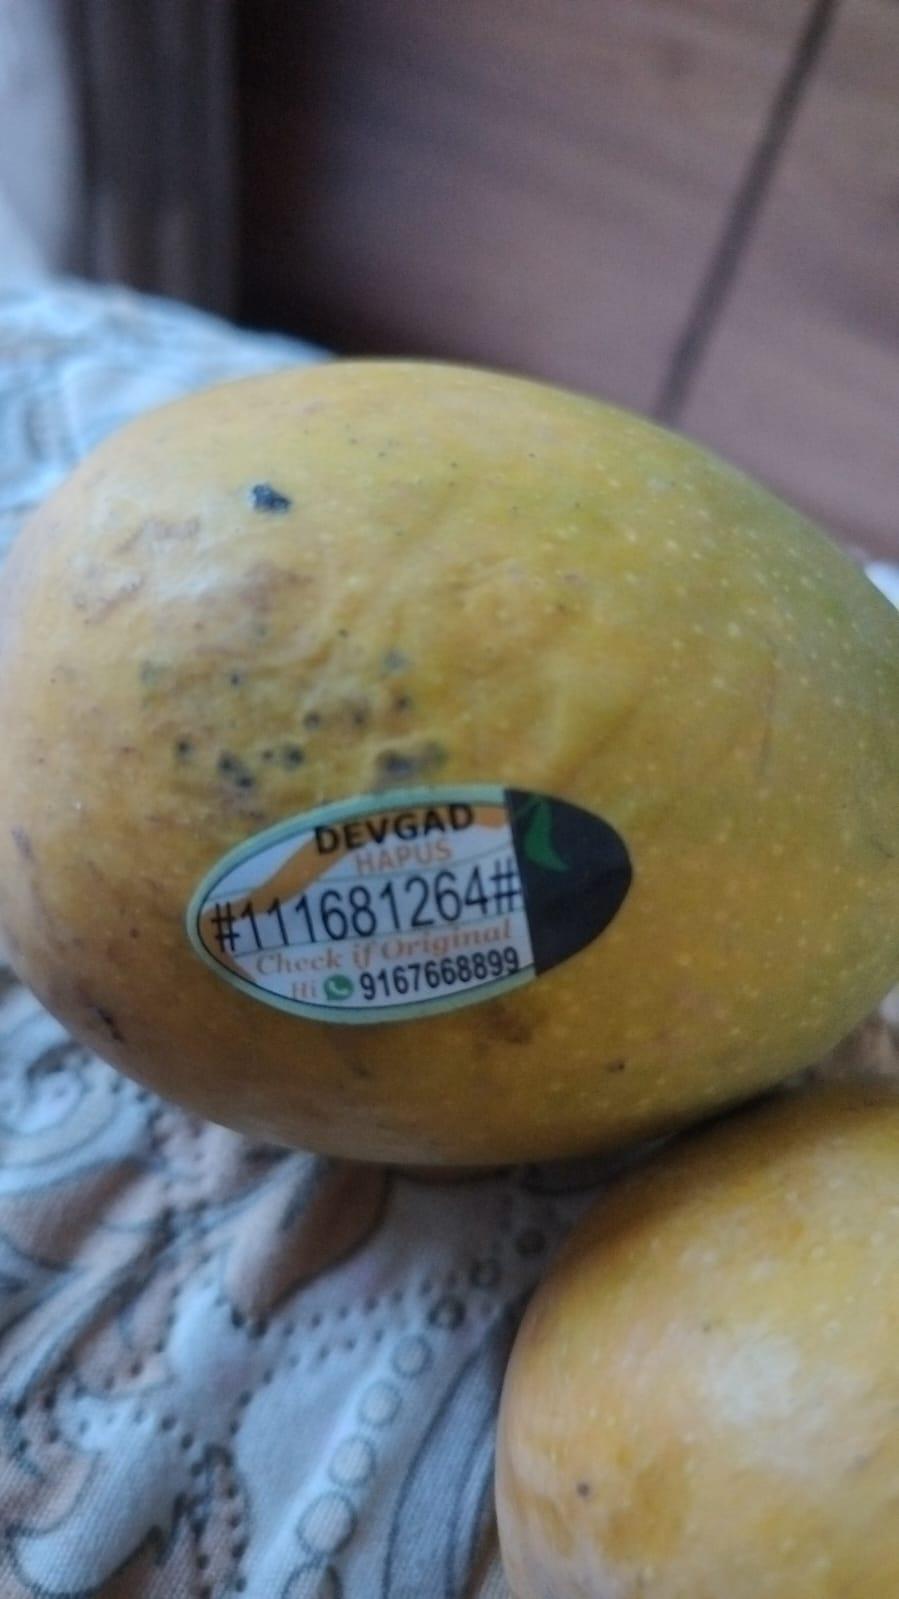 DEVGAD
HAPUS
#111681264#
Check if Original
Hi 9167668899